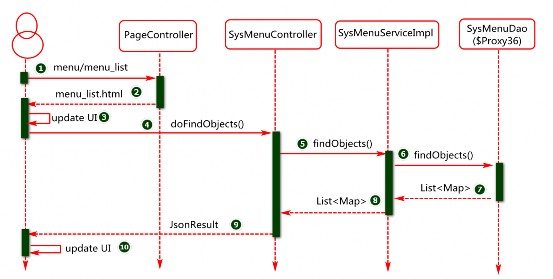 PageController
SysMenuController
SysMenuServiceImpl
SysMenuDao
($Proxy36)
1 menu/menu_list
menu_list.html 2
update UI 3
4 doFindObjects()
5 findObjects()
6 findObjects()
List<Map> 7
List<Map> 8
JsonResult 9
update UI 10